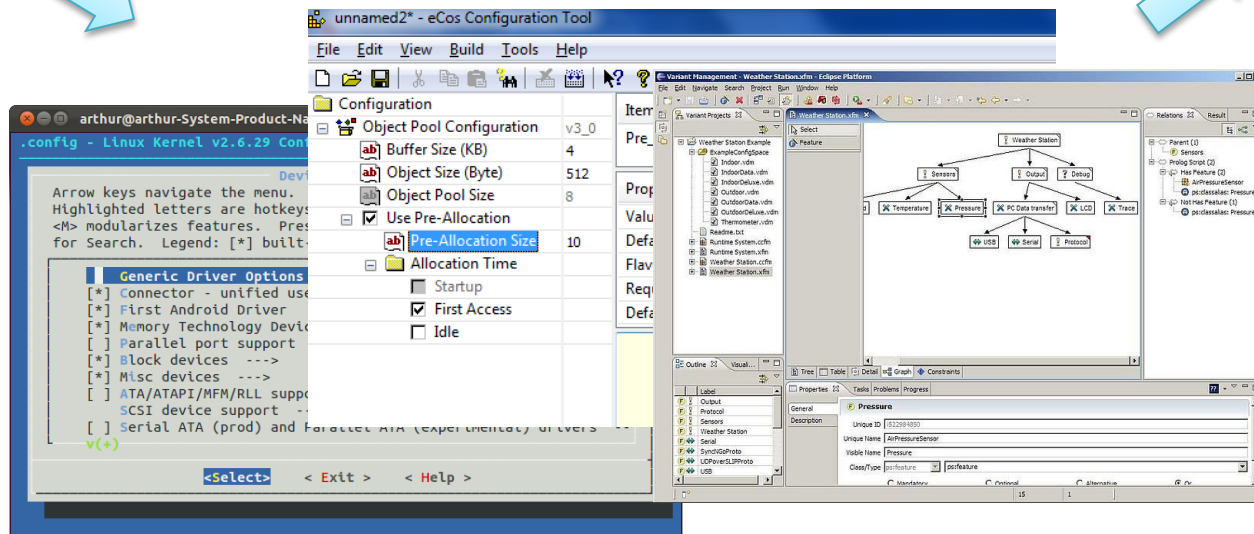 unnamed2* - eCos Configuration Tool
File Edit View Build Tools Help
Configuration
Object Pool Configuration v3_0
Buffer Size (KB) 4
Object Size (Byte) 512
Object Pool Size 8
Use Pre-Allocation
Pre-Allocation Size 10
Allocation Time
Startup
First Access
Idle
Item
Pre_
Prop
Valu
Defa
Flav
Req
Defa
arthur@arthur-System-Product-Na
.config - Linux Kernel v2.6.29 Con
Devi
Arrow keys navigate the menu.
Highlighted letters are hotkeys
<M> modularizes features. Pres
for Search. Legend: [*] built-
Generic Driver Options
[*] Connector - unified use
[*] First Android Driver
[*] Memory Technology Devic
[ ] Parallel port support
[*] Block devices --->
[*] Misc devices --->
[ ] ATA/ATAPI/MFM/RLL suppo
SCSI device support --
[ ] Serial ATA (prod) and Parallel ATA (experimental) drivers --
v(+)
<Select> < Exit > < Help >
Variant Management - Weather Station.xfm - Eclipse Platform
File Edit Navigate Search Project Run Window Help
Variant Projects
Weather Station Example
ExampleConfigSpace
Indoor.vdm
IndoorData.vdm
IndoorDeluxe.vdm
Outdoor.vdm
OutdoorData.vdm
OutdoorDeluxe.vdm
Thermometer.vdm
Readme.txt
Runtime System.ccfm
Runtime System.xfm
Weather Station.ccfm
Weather Station.xfm
Weather Station.xfm
Select
Feature
Weather Station
Sensors Output Debug
Temperature Pressure PC Data transfer LCD Trace
USB Serial Protocol
Tree Table Detail Graph Constraints
Relations Result
Parent (1)
Sensors
Prolog Script (2)
Has Feature (2)
AirPressureSensor
ps:classalias: Pressure
Not Has Feature (1)
ps:classalias: Pressure
Outline Visual...
Label
Output
Protocol
Sensors
Weather Station
Serial
SyncNGoProto
UDPoverSLIPProto
USB
Properties Tasks Problems Progress
General
Description
Pressure
Unique ID
Unique Name AirPressureSensor
Visible Name Pressure
Class/Type ps:feature ps:feature
Mandatory Optional Alternative Or
15 1